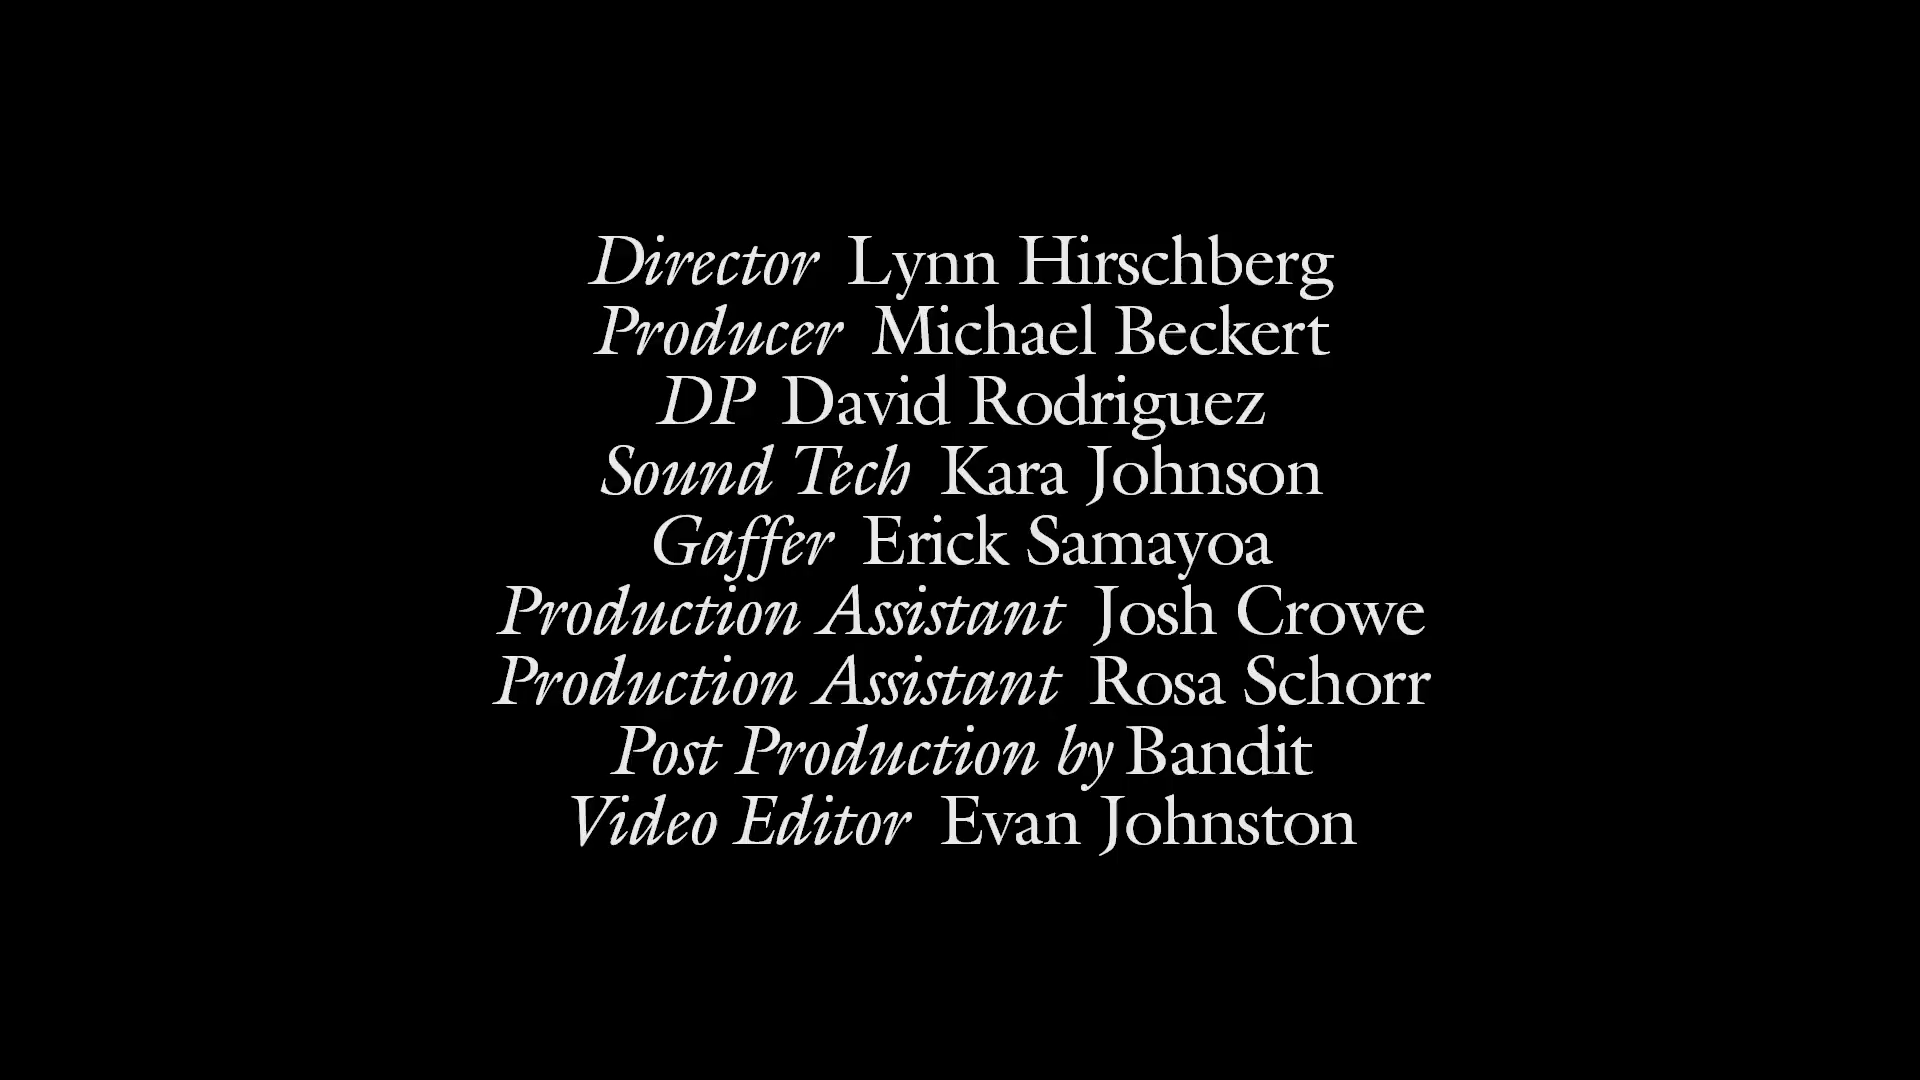 Director Lynn Hirschberg
Producer Michael Beckert
DP David Rodriguez
Sound Tech Kara Johnson
Gaffer Erick Samayoa
Production Assistant Josh Crowe
Production Assistant Rosa Schorr
Post Production by Bandit
Video Editor Evan Johnston